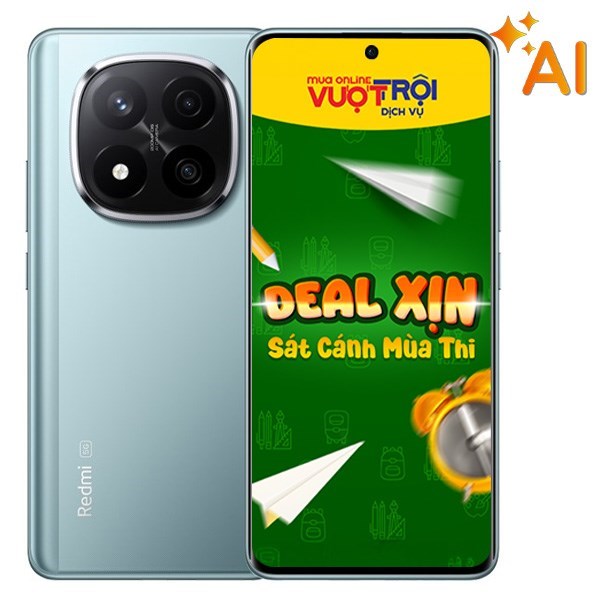 AI
MUA ONLINE
VƯỢT TRỘI
DỊCH VỤ
DEAL XỊN
Sát Cánh Mùa Thi
Redmi 5G